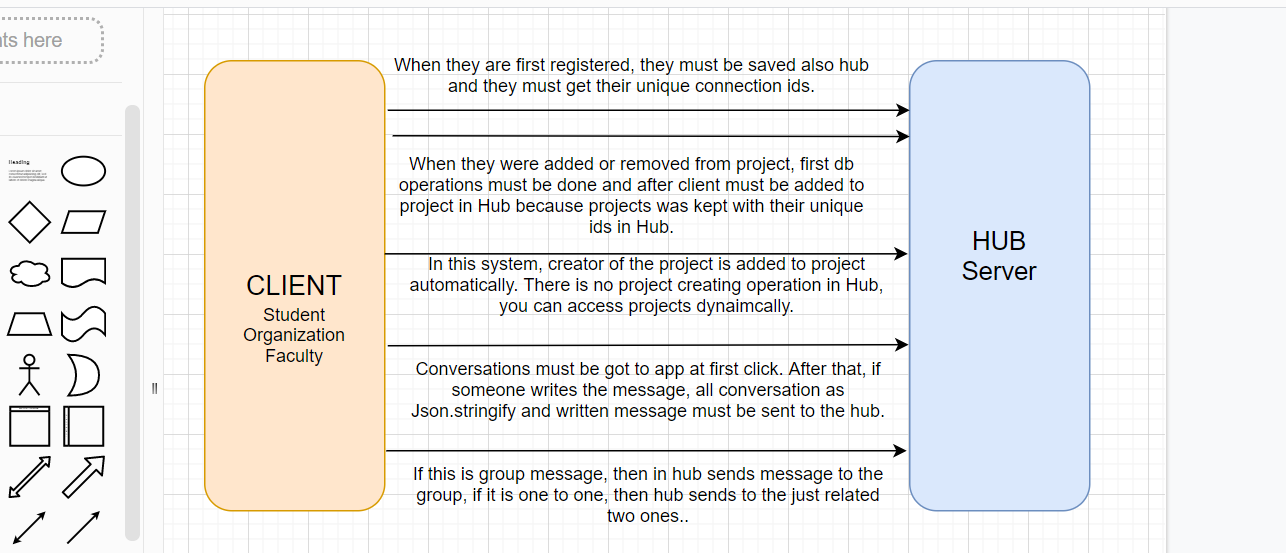 nts here
Heading
When they are first registered, they must be saved also hub
and they must get their unique connection ids.
When they were added or removed from project, first db
operations must be done and after client must be added to
project in Hub because projects was kept with their unique
ids in Hub.
In this system, creator of the project is added to project
automatically. There is no project creating operation in Hub,
you can access projects dynaimcally.
Conversations must be got to app at first click. After that, if
someone writes the message, all conversation as
Json.stringify and written message must be sent to the hub.
If this is group message, then in hub sends message to the
group, if it is one to one, then hub sends to the just related
two ones..
CLIENT
Student
Organization
Faculty
HUB
Server